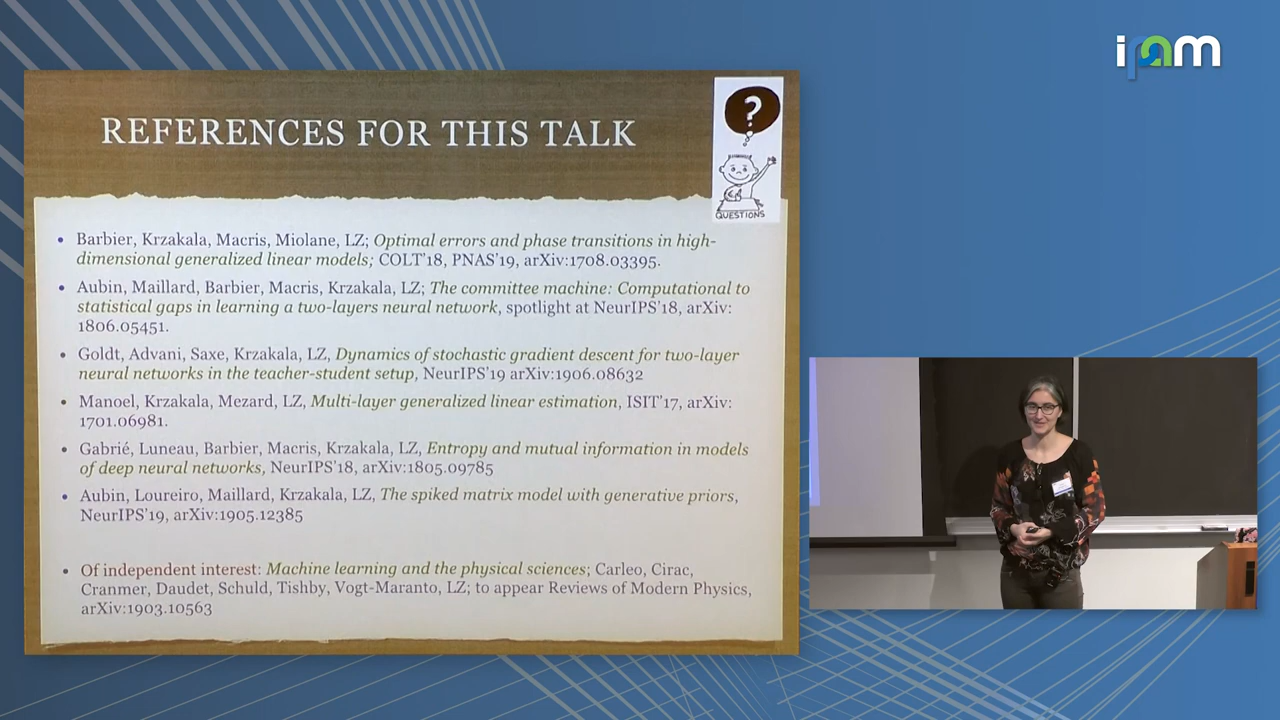 ipam
REFERENCES FOR THIS TALK
?
QUESTIONS
• Barbier, Krzakala, Macris, Miolane, LZ; Optimal errors and phase transitions in high-
dimensional generalized linear models; COLT'18, PNAS'19, arXiv:1708.03395.
• Aubin, Maillard, Barbier, Macris, Krzakala, LZ; The committee machine: Computational to
statistical gaps in learning a two-layers neural network, spotlight at NeurIPS'18, arXiv:
1806.05451.
• Goldt, Advani, Saxe, Krzakala, LZ, Dynamics of stochastic gradient descent for two-layer
neural networks in the teacher-student setup, NeurIPS'19 arXiv:1906.08632
• Manoel, Krzakala, Mezard, LZ, Multi-layer generalized linear estimation, ISIT'17, arXiv:
1701.06981.
• Gabrié, Luneau, Barbier, Macris, Krzakala, LZ, Entropy and mutual information in models
of deep neural networks, NeurIPS'18, arXiv:1805.09785
• Aubin, Loureiro, Maillard, Krzakala, LZ, The spiked matrix model with generative priors,
NeurIPS'19, arXiv:1905.12385
• Of independent interest: Machine learning and the physical sciences; Carleo, Cirac,
Cranmer, Daudet, Schuld, Tishby, Vogt-Maranto, LZ; to appear Reviews of Modern Physics,
arXiv:1903.10563